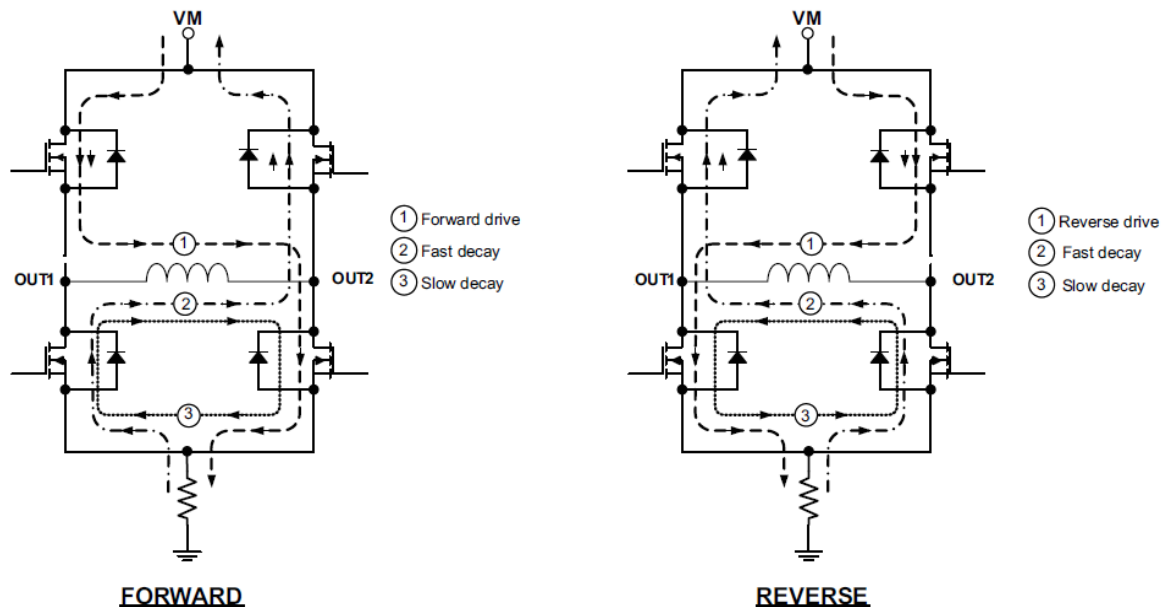 VM
1
OUT1
OUT2
2
3
1 Forward drive
2 Fast decay
3 Slow decay
FORWARD
VM
1
OUT1
OUT2
2
3
1 Reverse drive
2 Fast decay
3 Slow decay
REVERSE